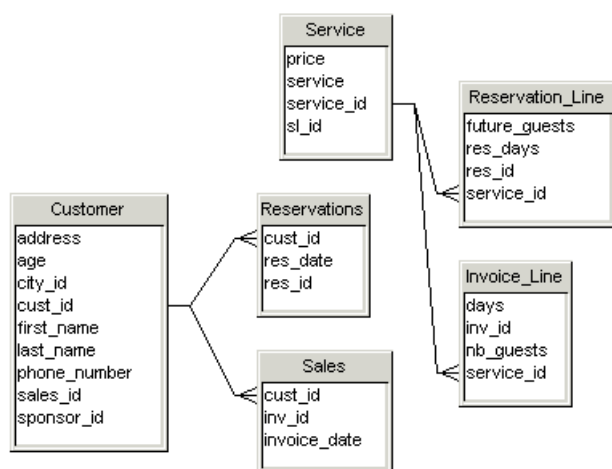 Service
price
service
service_id
sl_id
Reservation_Line
future_guests
res_days
res_id
service_id
Customer
address
age
city_id
cust_id
first_name
last_name
phone_number
sales_id
sponsor_id
Reservations
cust_id
res_date
res_id
Invoice_Line
days
inv_id
nb_guests
service_id
Sales
cust_id
inv_id
invoice_date